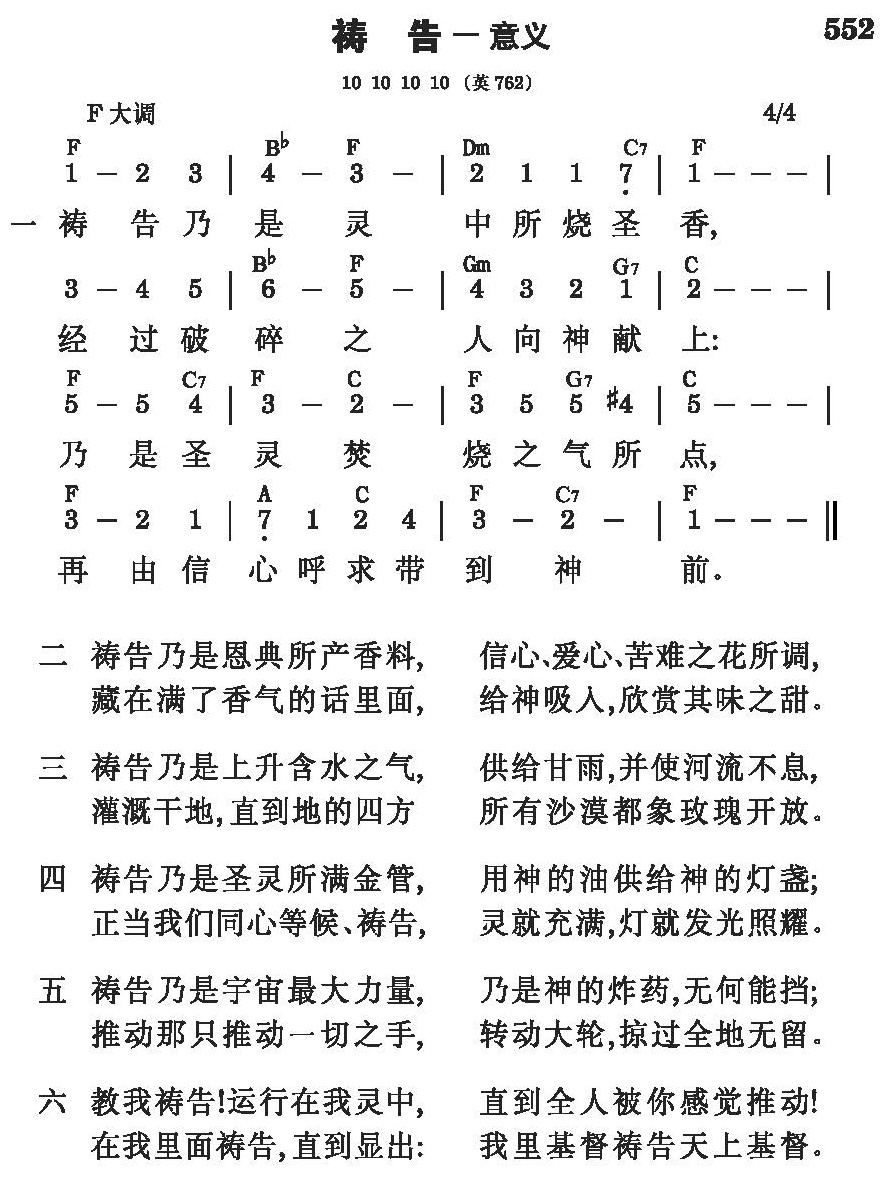 祷 告－意义 552
10 10 10 10 (英762)
F大调 4/4
F B♭ F Dm C7 F
1 － 2 3 | 4 － 3 － | 2 1 1 7̣ | 1 － － － |
一 祷 告 乃 是 灵 中 所 烧 圣 香,
B♭ F Gm G7 C
3 － 4 5 | 6 － 5 － | 4 3 2 1 | 2 － － － |
经 过 破 碎 之 人 向 神 献 上:
F C7 F C F G7 C
5 － 5 4 | 3 － 2 － | 3 5 5 #4 | 5 － － － |
乃 是 圣 灵 焚 烧 之 气 所 点,
F A C F C7 F
3 － 2 1 | 7̣ 1 2 4 | 3 － 2 － | 1 － － － ‖
再 由 信 心 呼 求 带 到 神 前。
二 祷告乃是恩典所产香料, 信心、爱心、苦难之花所调,
藏在满了香气的话里面, 给神吸入,欣赏其味之甜。
三 祷告乃是上升含水之气, 供给甘雨,并使河流不息,
灌溉干地,直到地的四方 所有沙漠都象玫瑰开放。
四 祷告乃是圣灵所满金管, 用神的油供给神的灯盏;
正当我们同心等候、祷告, 灵就充满,灯就发光照耀。
五 祷告乃是宇宙最大力量, 乃是神的炸药,无何能挡;
推动那只推动一切之手, 转动大轮,掠过全地无留。
六 教我祷告!运行在我灵中, 直到全人被你感觉推动!
在我里面祷告,直到显出: 我里基督祷告天上基督。